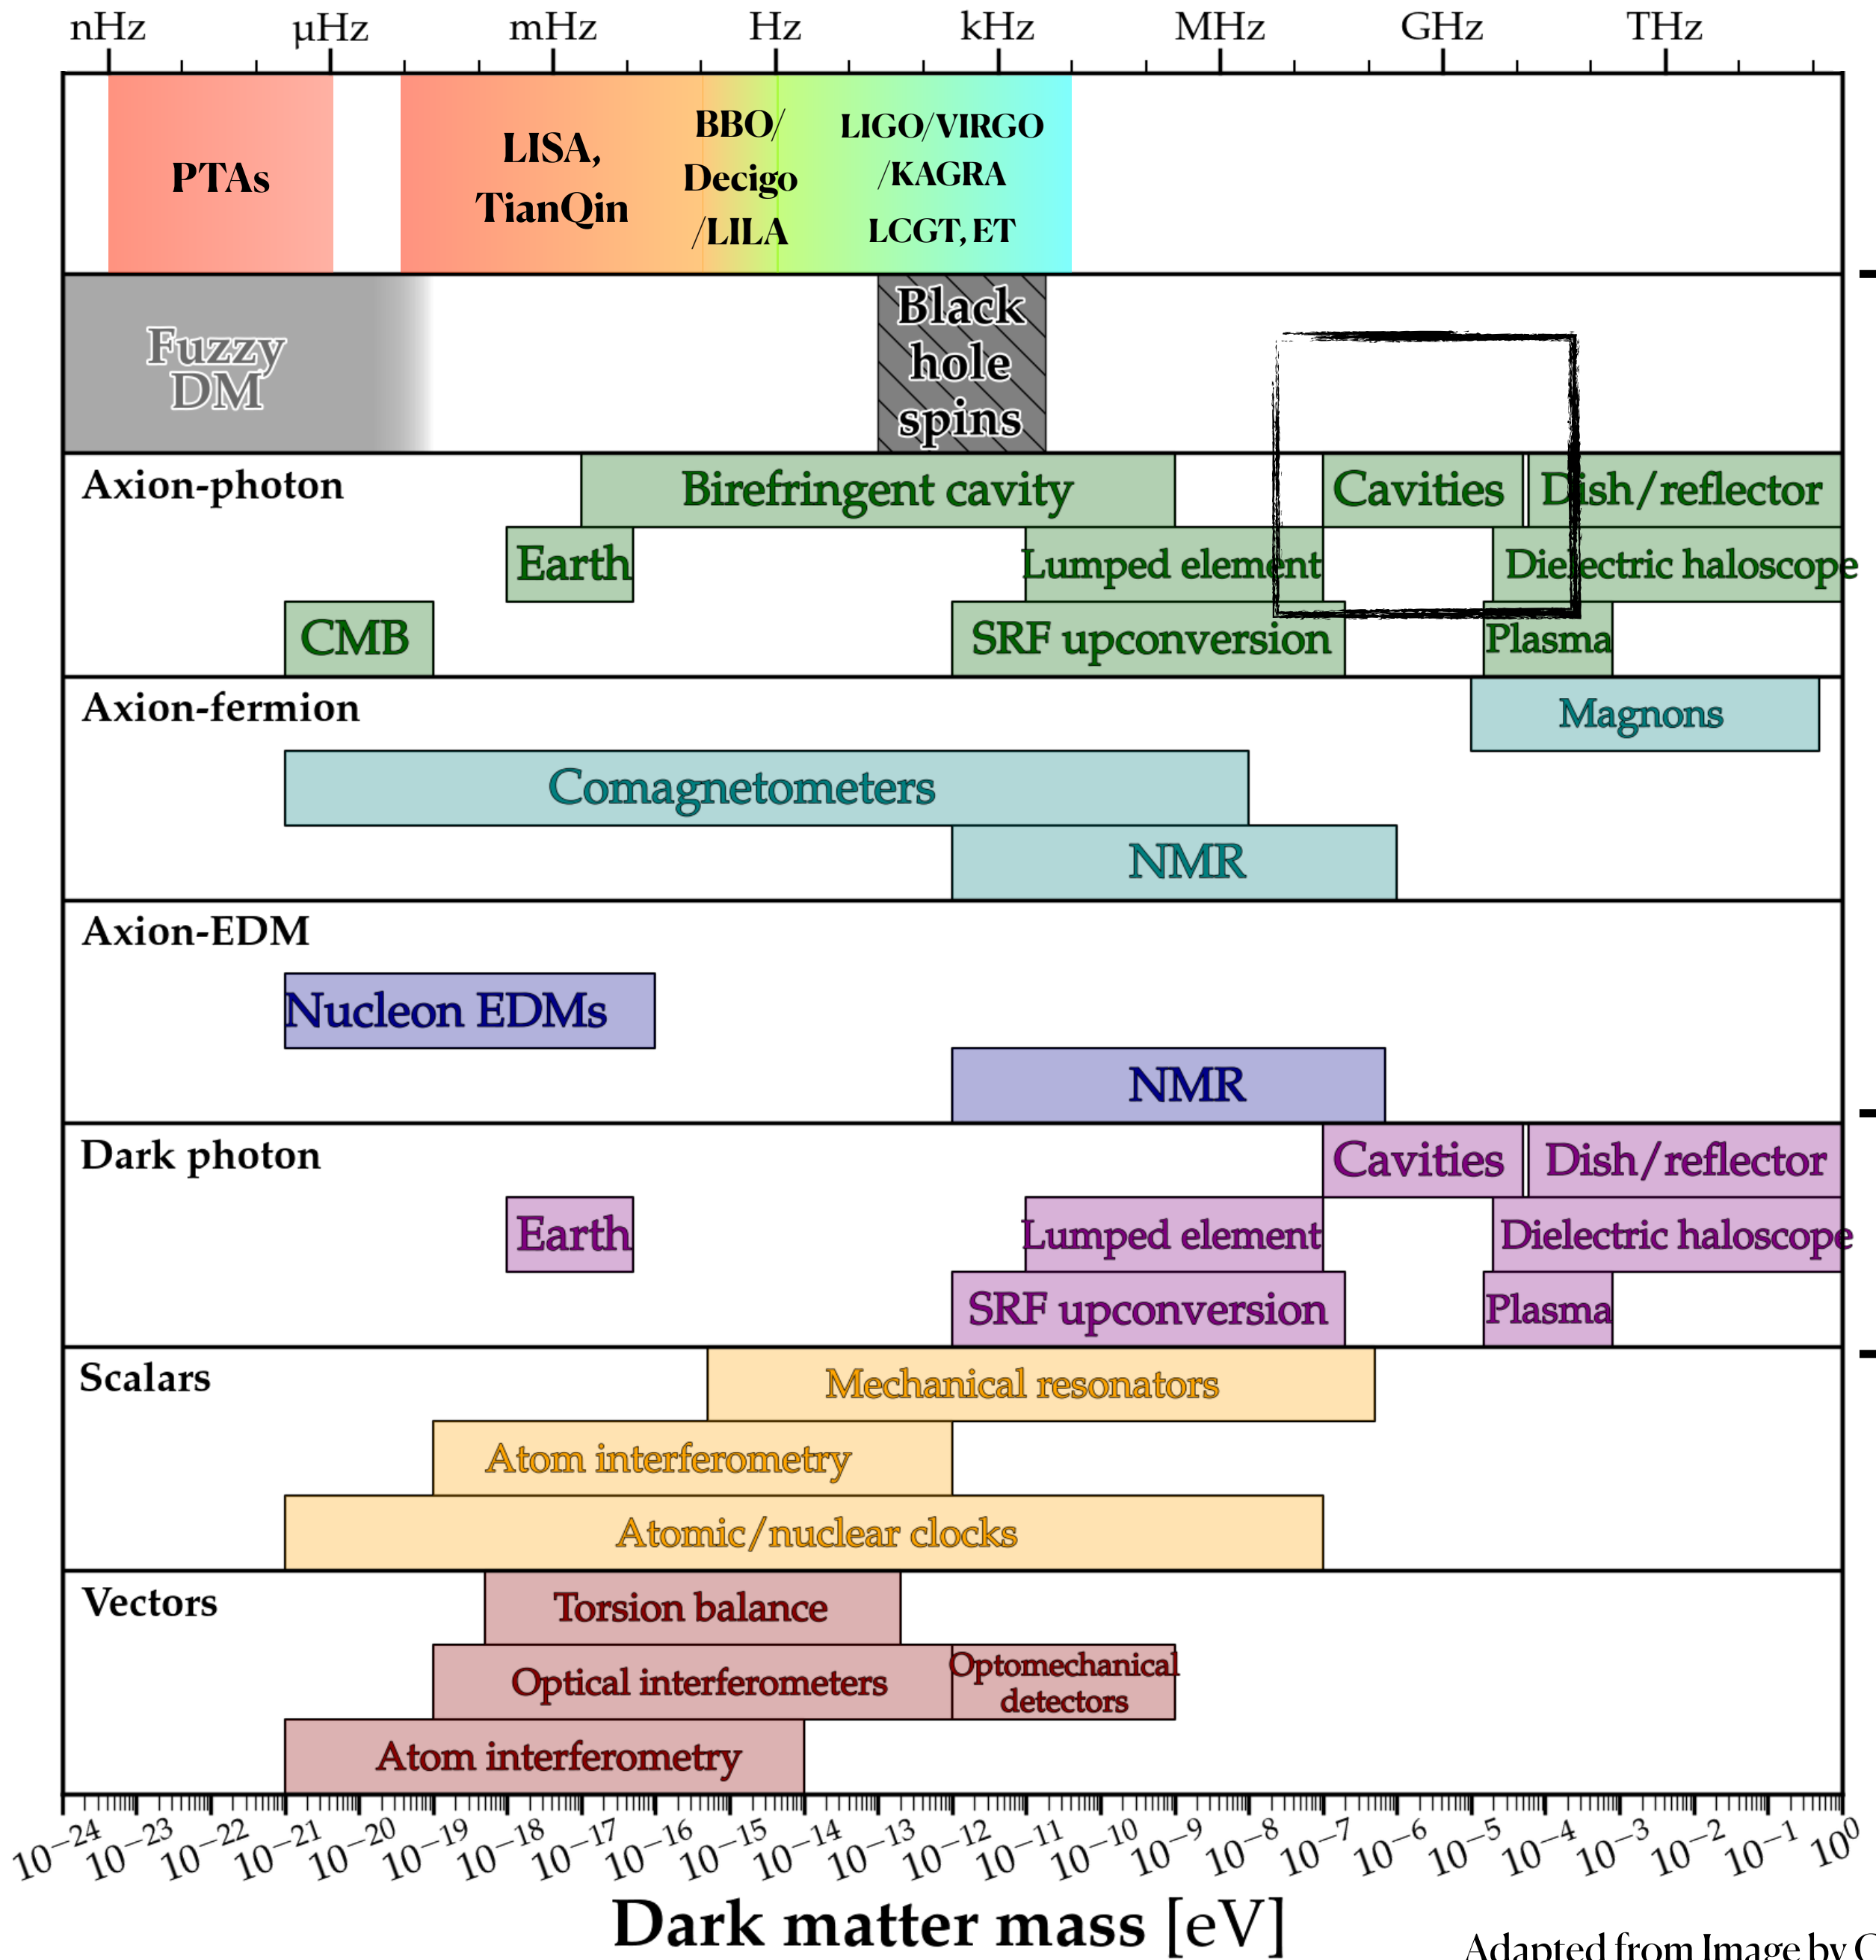 nHz μHz mHz Hz kHz MHz GHz THz
PTAs
LISA,
TianQin
BBO/
Decigo
/LILA
LIGO/VIRGO
/KAGRA
LCGT, ET
Fuzzy
DM
Black
hole
spins
Axion-photon
Birefringent cavity
Cavities
Dish/reflector
Earth
Lumped element
Dielectric haloscope
CMB
SRF upconversion
Plasma
Axion-fermion
Magnons
Comagnetometers
NMR
Axion-EDM
Nucleon EDMs
NMR
Dark photon
Cavities
Dish/reflector
Earth
Lumped element
Dielectric haloscope
SRF upconversion
Plasma
Scalars
Mechanical resonators
Atom interferometry
Atomic/nuclear clocks
Vectors
Torsion balance
Optical interferometers
Optomechanical
detectors
Atom interferometry
10⁻²⁴ 10⁻²³ 10⁻²² 10⁻²¹ 10⁻²⁰ 10⁻¹⁹ 10⁻¹⁸ 10⁻¹⁷ 10⁻¹⁶ 10⁻¹⁵ 10⁻¹⁴ 10⁻¹³ 10⁻¹² 10⁻¹¹ 10⁻¹⁰ 10⁻⁹ 10⁻⁸ 10⁻⁷ 10⁻⁶ 10⁻⁵ 10⁻⁴ 10⁻³ 10⁻² 10⁻¹ 10⁰
Dark matter mass [eV]
Adapted from Image by